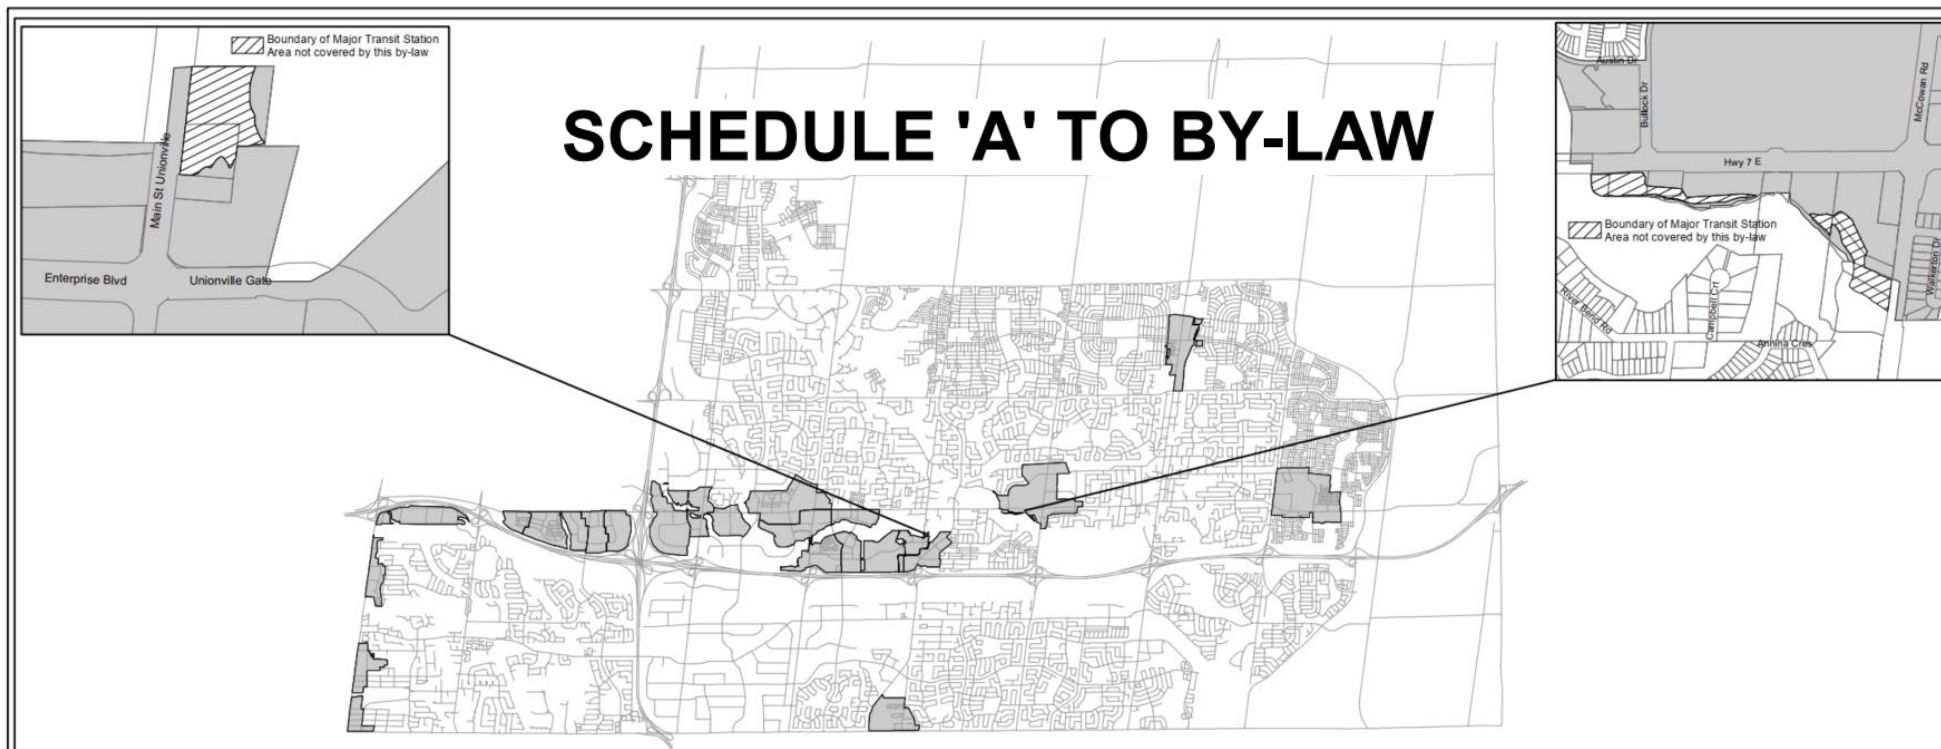 Boundary of Major Transit Station
Area not covered by this by-law
Main St Unionville
Enterprise Blvd
Unionville Gate
SCHEDULE 'A' TO BY-LAW
Austin Dr
Bullock Dr
McCowan Rd
Hwy 7 E
Boundary of Major Transit Station
Area not covered by this by-law
Walkerton Dr
River Bend Rd
Campbell Crt
Annina Cres